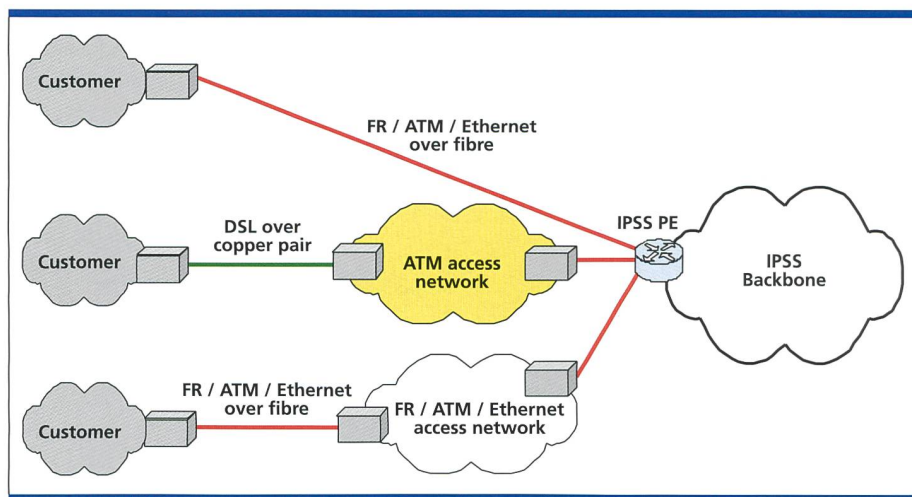 Customer
FR / ATM / Ethernet
over fibre
DSL over
copper pair
IPSS PE
Customer
ATM access
network
IPSS
Backbone
FR / ATM / Ethernet
over fibre
FR / ATM / Ethernet
access network
Customer